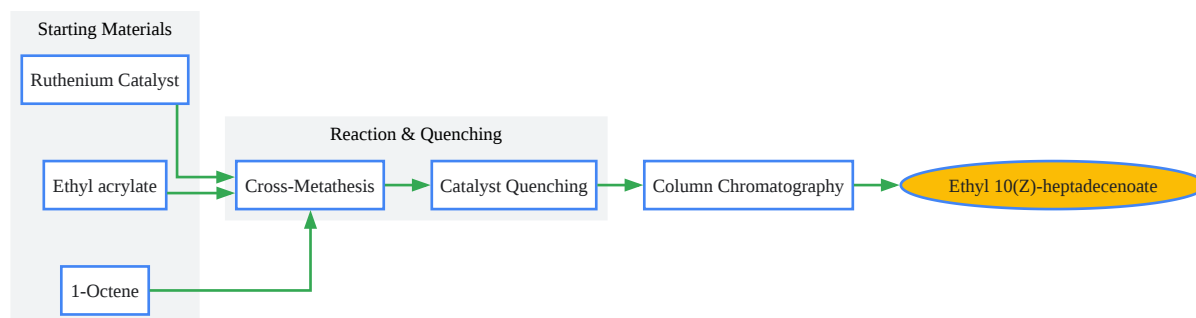 Starting Materials
Ruthenium Catalyst
Reaction & Quenching
Ethyl acrylate
Cross-Metathesis
Catalyst Quenching
Column Chromatography
Ethyl 10(Z)-heptadecenoate
1-Octene